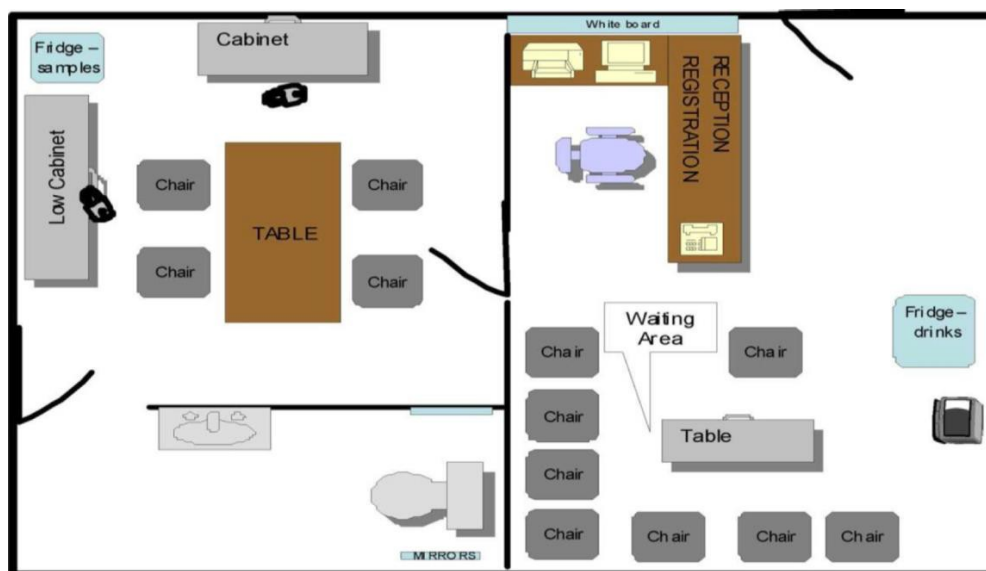 White board
Cabinet
Fridge –
samples
RECEPTION
REGISTRATION
Low Cabinet
Chair
Chair
TABLE
Chair
Chair
Waiting
Area
Fridge –
drinks
Chair
Chair
Chair
Table
Chair
Chair
Chair
Chair
Chair
MIRRORS